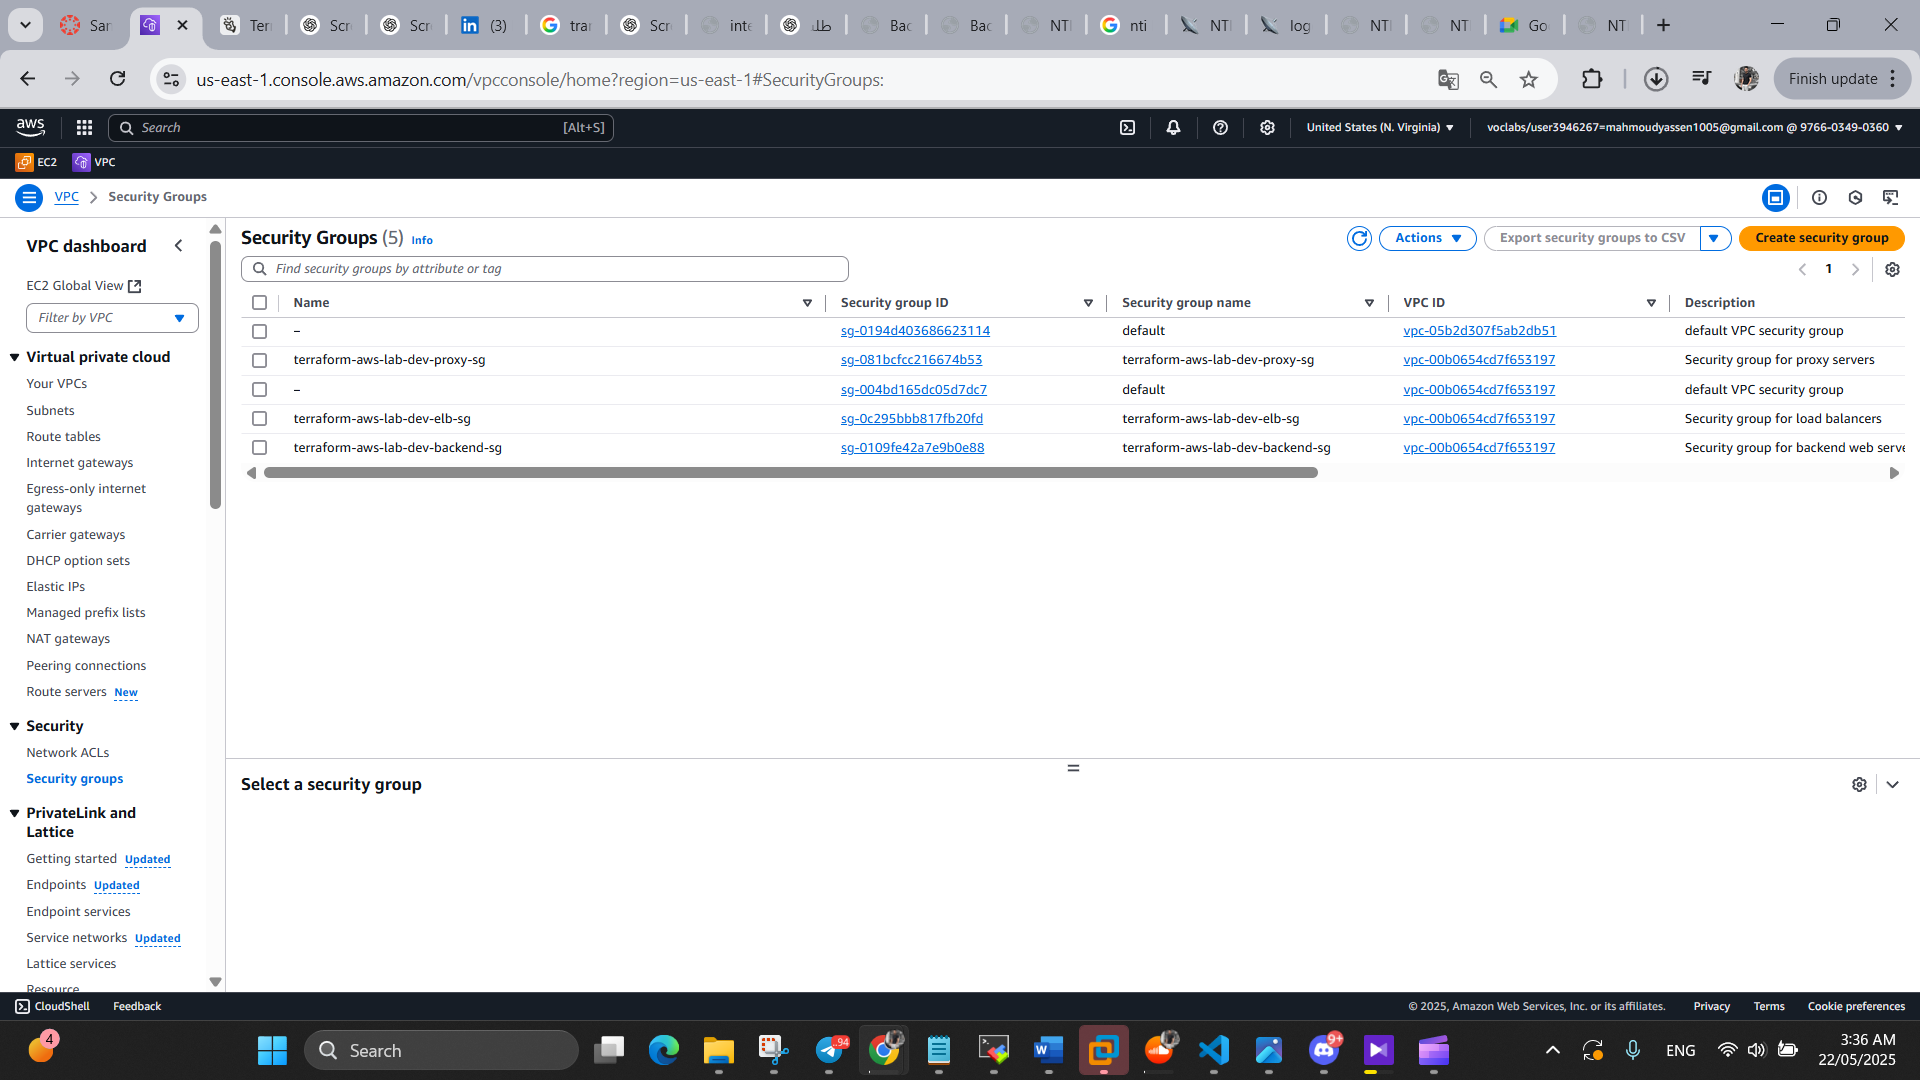 San
Terr
Scre
Scre
(3)
tran
Scre
inte
طلد
Bac
Bac
NTI
nti
NTI
log
NTI
NTI
Goo
NTI
us-east-1.console.aws.amazon.com/vpcconsole/home?region=us-east-1#SecurityGroups:
Finish update
aws
Search
[Alt+S]
United States (N. Virginia)
voclabs/user3946267=mahmoudyassen1005@gmail.com @ 9766-0349-0360
EC2
VPC
VPC
Security Groups
VPC dashboard
EC2 Global View
Filter by VPC
Virtual private cloud
Your VPCs
Subnets
Route tables
Internet gateways
Egress-only internet
gateways
Carrier gateways
DHCP option sets
Elastic IPs
Managed prefix lists
NAT gateways
Peering connections
Route servers New
Security
Network ACLs
Security groups
PrivateLink and
Lattice
Getting started Updated
Endpoints Updated
Endpoint services
Service networks Updated
Lattice services
Resource
Security Groups (5) Info
Actions
Export security groups to CSV
Create security group
Find security groups by attribute or tag
1
Name Security group ID Security group name VPC ID Description
– sg-0194d403686623114 default vpc-05b2d307f5ab2db51 default VPC security group
terraform-aws-lab-dev-proxy-sg sg-081bcfcc216674b53 terraform-aws-lab-dev-proxy-sg vpc-00b0654cd7f653197 Security group for proxy servers
– sg-004bd165dc05d7dc7 default vpc-00b0654cd7f653197 default VPC security group
terraform-aws-lab-dev-elb-sg sg-0c295bbb817fb20fd terraform-aws-lab-dev-elb-sg vpc-00b0654cd7f653197 Security group for load balancers
terraform-aws-lab-dev-backend-sg sg-0109fe42a7e9b0e88 terraform-aws-lab-dev-backend-sg vpc-00b0654cd7f653197 Security group for backend web serve
Select a security group
CloudShell
Feedback
© 2025, Amazon Web Services, Inc. or its affiliates.
Privacy
Terms
Cookie preferences
4
Search
94
9+
ENG
3:36 AM
22/05/2025